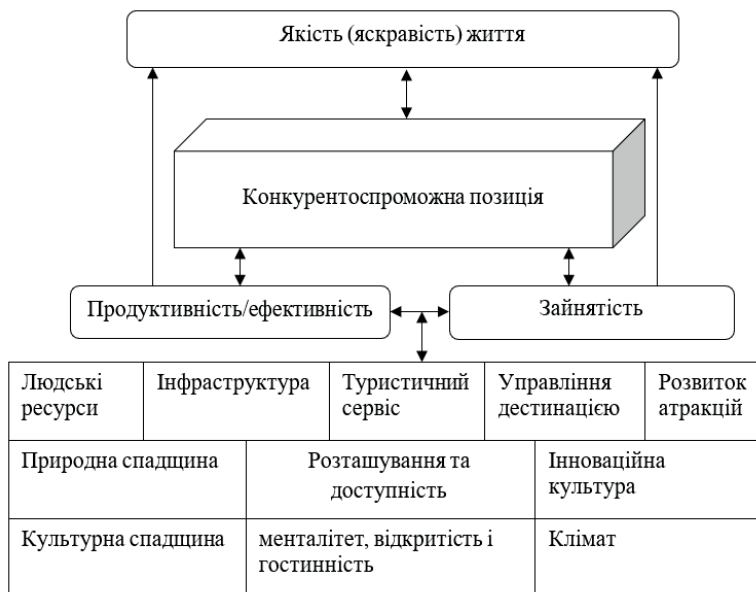 Якість (яскравість) життя
Конкурентоспроможна позиція
Продуктивність/ефективність
Зайнятість
Людські
ресурси
Інфраструктура
Туристичний
сервіс
Управління
дестинацією
Розвиток
атракцій
Природна спадщина
Розташування та
доступність
Інноваційна
культура
Культурна спадщина
менталітет, відкритість і
гостинність
Клімат